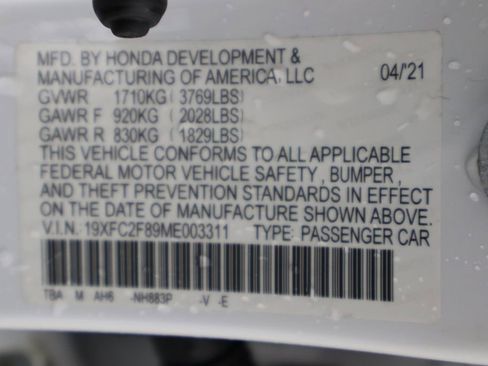 MFD. BY HONDA DEVELOPMENT &
MANUFACTURING OF AMERICA, LLC 04/'21
GVWR 1710KG (3769LBS)
GAWR F 920KG (2028LBS)
GAWR R 830KG (1829LBS)
THIS VEHICLE CONFORMS TO ALL APPLICABLE
FEDERAL MOTOR VEHICLE SAFETY , BUMPER ,
AND THEFT PREVENTION STANDARDS IN EFFECT
ON THE DATE OF MANUFACTURE SHOWN ABOVE.
V.I.N. 19XFC2F89ME003311 TYPE: PASSENGER CAR
TBA M AH6 -NH883P -V -E